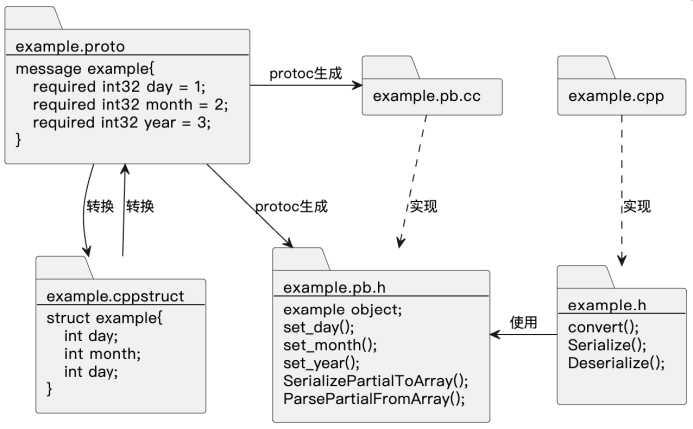 example.proto
message example{
required int32 day = 1;
required int32 month = 2;
required int32 year = 3;
}
protoc生成
example.pb.cc
example.cpp
转换
转换
protoc生成
实现
实现
example.cppstruct
struct example{
int day;
int month;
int day;
}
example.pb.h
example object;
set_day();
set_month();
set_year();
SerializePartialToArray();
ParsePartialFromArray();
使用
example.h
convert();
Serialize();
Deserialize();